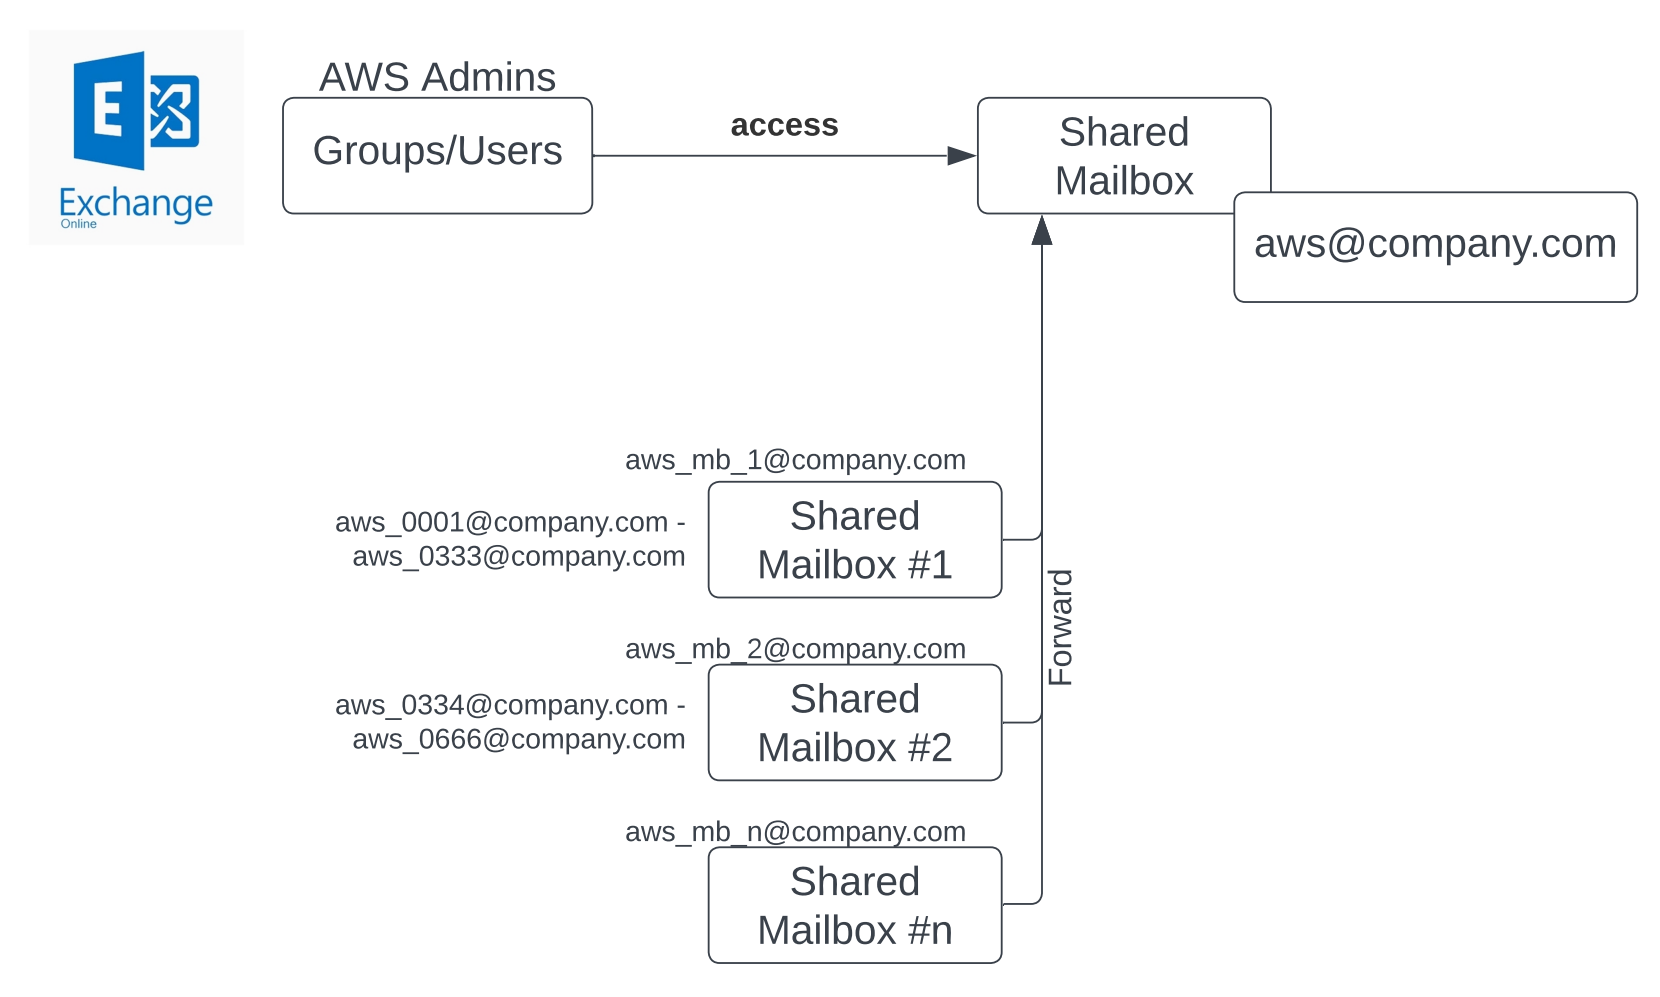 E
Exchange
Online
AWS Admins
Groups/Users
access
Shared
Mailbox
aws@company.com
aws_mb_1@company.com
aws_0001@company.com -
aws_0333@company.com
Shared
Mailbox #1
Forward
aws_mb_2@company.com
aws_0334@company.com -
aws_0666@company.com
Shared
Mailbox #2
aws_mb_n@company.com
Shared
Mailbox #n